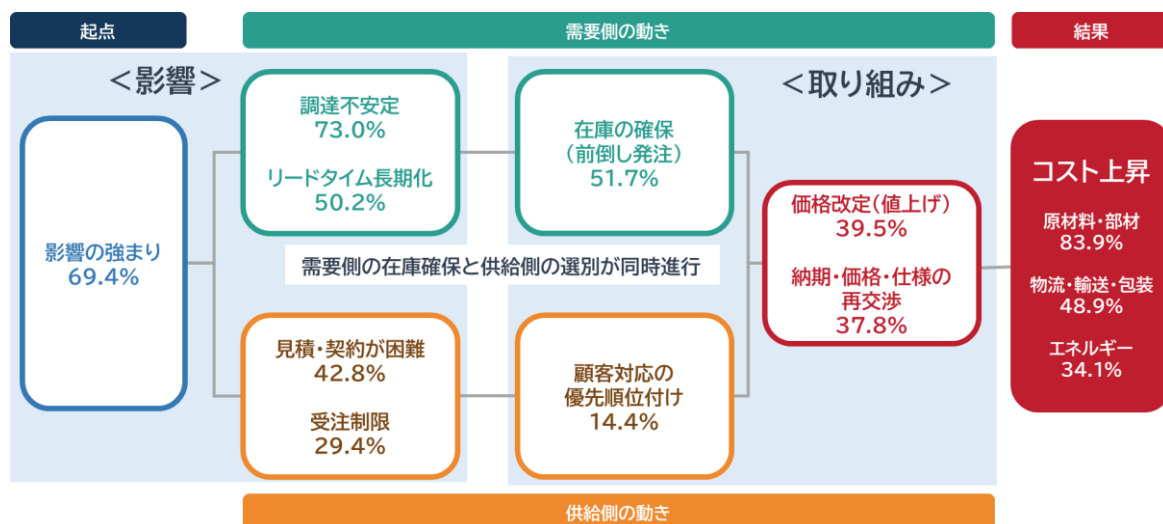 起点
需要側の動き
結果
＜影響＞
＜取り組み＞
影響の強まり
69.4%
調達不安定
73.0%
リードタイム長期化
50.2%
在庫の確保
（前倒し発注）
51.7%
需要側の在庫確保と供給側の選別が同時進行
見積・契約が困難
42.8%
受注制限
29.4%
顧客対応の
優先順位付け
14.4%
価格改定（値上げ）
39.5%
納期・価格・仕様の
再交渉
37.8%
コスト上昇
原材料・部材
83.9%
物流・輸送・包装
48.9%
エネルギー
34.1%
供給側の動き